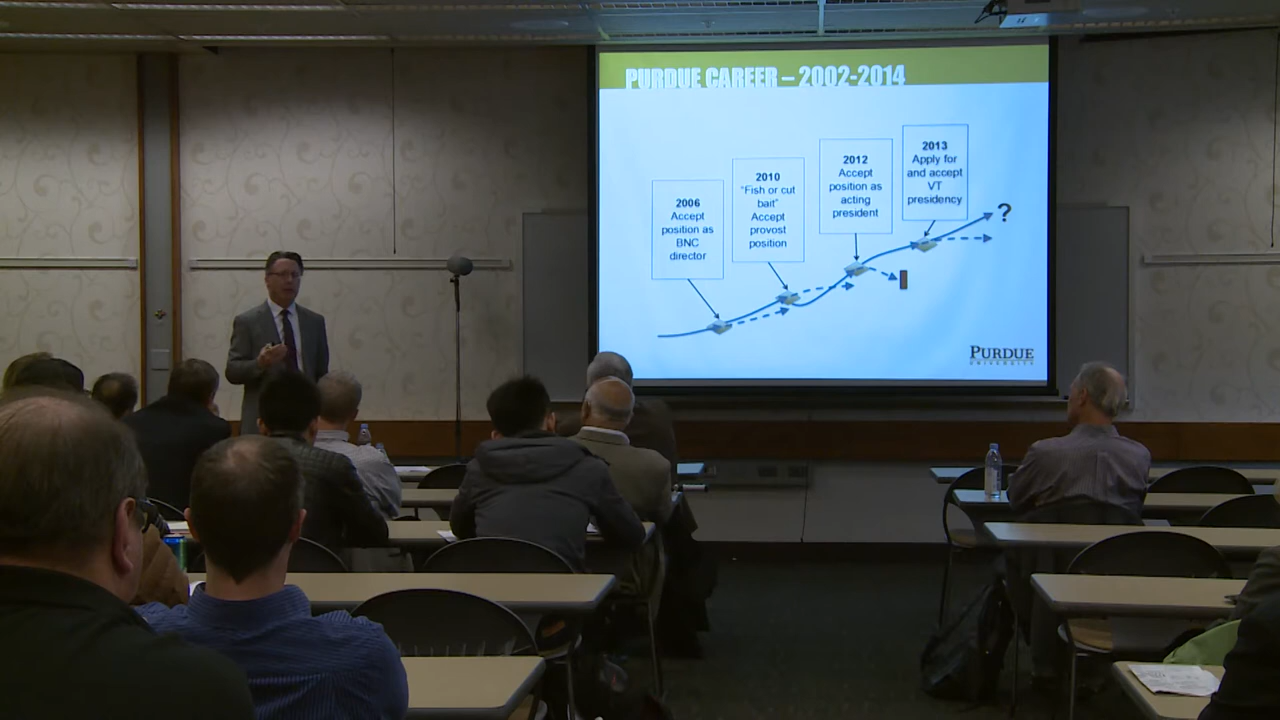 PURDUE CAREER – 2002-2014
2006
Accept
position as
BNC
director
2010
"Fish or cut
bait"
Accept
provost
position
2012
Accept
position as
acting
president
2013
Apply for
and accept
VT
presidency
?
PURDUE
UNIVERSITY